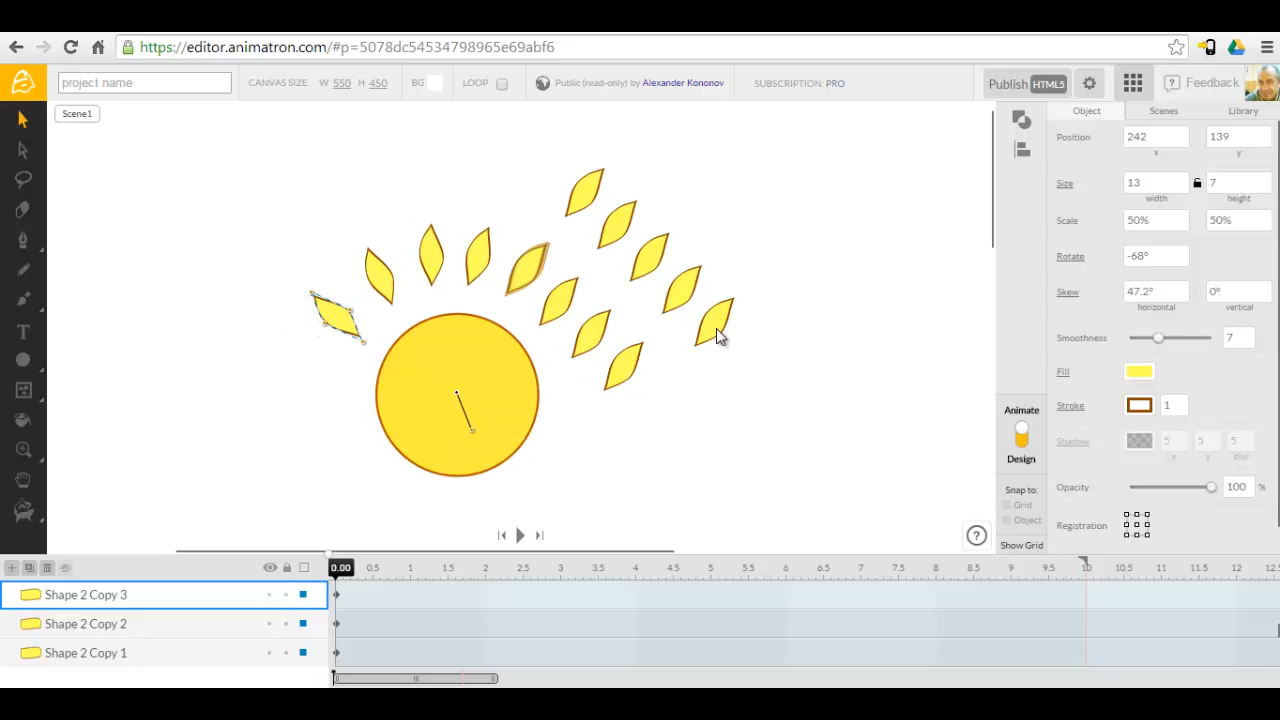 https://editor.animatron.com/#p=5078dc54534798965e69abf6
project name
CANVAS SIZE W 550 H 450
BG
LOOP
Public (read-only) by Alexander Kononov
SUBSCRIPTION: PRO
Publish HTML5
? Feedback
Scene1
Object Scenes Library
Position 242 139
x y
Size 13 7
width height
Scale 50% 50%
Rotate -68°
Skew 47.2° 0°
horizontal vertical
Smoothness 7
Fill
Stroke 1
Shadow 5 5 5
x y blur
Opacity 100 %
Registration
T
Animate
Design
Snap to:
Grid
Object
Show Grid
?
0.00 0.5 1 1.5 2 2.5 3 3.5 4 4.5 5 5.5 6 6.5 7 7.5 8 8.5 9 9.5 10 10.5 11 11.5 12 12.5
Shape 2 Copy 3
Shape 2 Copy 2
Shape 2 Copy 1